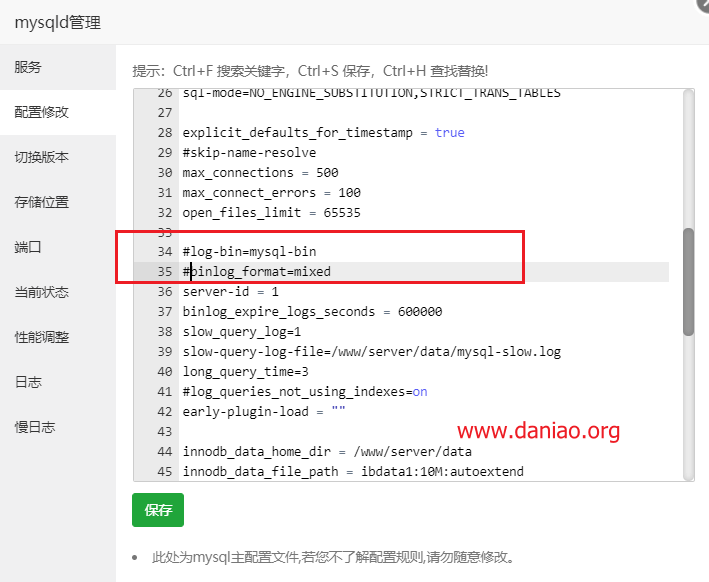 mysqld管理
服务
配置修改
切换版本
存储位置
端口
当前状态
性能调整
日志
慢日志
提示：Ctrl+F 搜索关键字，Ctrl+S 保存，Ctrl+H 查找替换!
26 sql-mode=NO_ENGINE_SUBSTITUTION,STRICT_TRANS_TABLES
27
28 explicit_defaults_for_timestamp = true
29 #skip-name-resolve
30 max_connections = 500
31 max_connect_errors = 100
32 open_files_limit = 65535
33
34 #log-bin=mysql-bin
35 #binlog_format=mixed
36 server-id = 1
37 binlog_expire_logs_seconds = 600000
38 slow_query_log=1
39 slow-query-log-file=/www/server/data/mysql-slow.log
40 long_query_time=3
41 #log_queries_not_using_indexes=on
42 early-plugin-load = ""
43
www.daniao.org
44 innodb_data_home_dir = /www/server/data
45 innodb_data_file_path = ibdata1:10M:autoextend
保存
此处为mysql主配置文件,若您不了解配置规则,请勿随意修改。